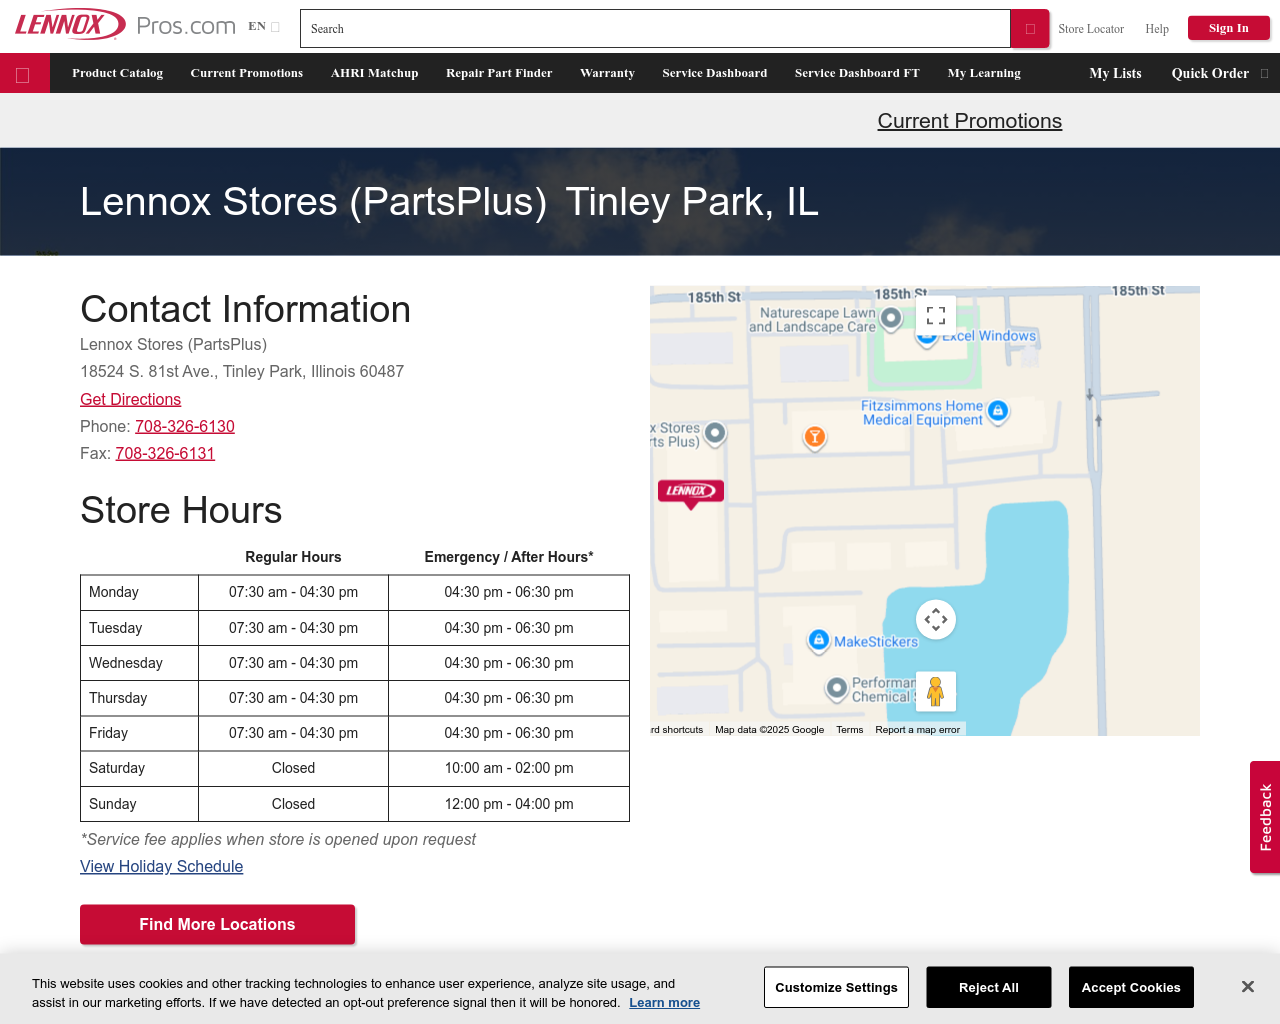 LENNOX Pros.com EN Search Store Locator Help Sign In
Product Catalog Current Promotions AHRI Matchup Repair Part Finder Warranty Service Dashboard Service Dashboard FT My Learning My Lists Quick Order
Current Promotions
Lennox Stores (PartsPlus) Tinley Park, IL
Contact Information
Lennox Stores (PartsPlus)
18524 S. 81st Ave., Tinley Park, Illinois 60487
Get Directions
Phone: 708-326-6130
Fax: 708-326-6131
Store Hours
Regular Hours Emergency / After Hours*
Monday 07:30 am - 04:30 pm 04:30 pm - 06:30 pm
Tuesday 07:30 am - 04:30 pm 04:30 pm - 06:30 pm
Wednesday 07:30 am - 04:30 pm 04:30 pm - 06:30 pm
Thursday 07:30 am - 04:30 pm 04:30 pm - 06:30 pm
Friday 07:30 am - 04:30 pm 04:30 pm - 06:30 pm
Saturday Closed 10:00 am - 02:00 pm
Sunday Closed 12:00 pm - 04:00 pm
*Service fee applies when store is opened upon request
View Holiday Schedule
Find More Locations
185th St 185th St 185th St
Naturescape Lawn
and Landscape Care
Excel Windows
Fitzsimmons Home
Medical Equipment
x Stores
rts Plus)
LENNOX
MakeStickers
Performan
Chemical S
rd shortcuts Map data ©2025 Google Terms Report a map error
Feedback
This website uses cookies and other tracking technologies to enhance user experience, analyze site usage, and
assist in our marketing efforts. If we have detected an opt-out preference signal then it will be honored. Learn more
Customize Settings Reject All Accept Cookies